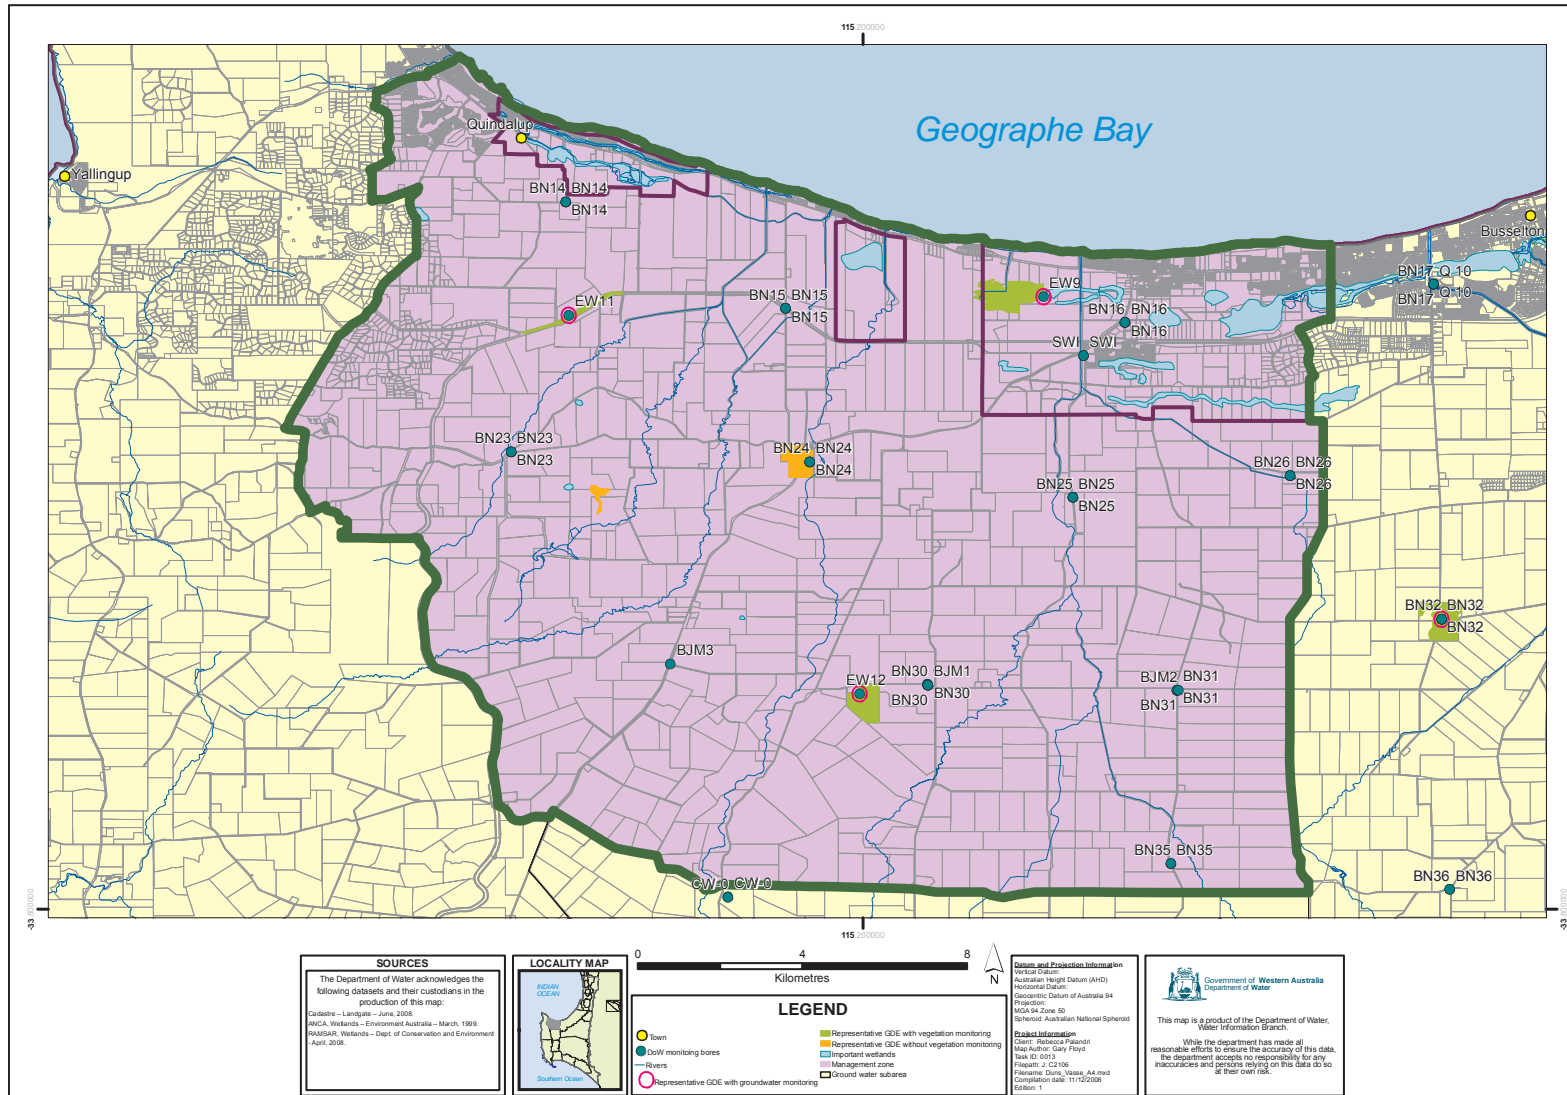 115.200000
Geographe Bay
Quindalup
Yallingup
Busselton
BN14 BN14
BN14
EW11
BN15 BN15
BN15
EW9
BN16 BN16
BN16
SWI SWI
BN17 Q 10
BN17 Q 10
BN23 BN23
BN23
BN24 BN24
BN24
BN25 BN25
BN25
BN26 BN26
BN26
BN32 BN32
BN32
BJM3
EW12
BN30 BJM1
BN30 BN30
BJM2 BN31
BN31 BN31
BN35 BN35
BN36 BN36
CW 0 CW 0
-33.800000
-33.800000
115.200000
SOURCES
The Department of Water acknowledges the
following datasets and their custodians in the
production of this map:
Cadastre – Landgate – June, 2008.
ANCA, Wetlands – Environment Australia – March, 1999.
RAMSAR, Wetlands – Dept. of Conservation and Environment
- April, 2008.
LOCALITY MAP
INDIAN
OCEAN
Southern Ocean
0 4 8
Kilometres
N
LEGEND
Town
DoW monitoing bores
Rivers
Representative GDE with groundwater monitoring
Representative GDE with vegetation monitoring
Representative GDE without vegetation monitoring
Important wetlands
Management zone
Ground water subarea
Datum and Projection Information
Vertical Datum:
Australian Height Datum (AHD)
Horizontal Datum:
Geocentric Datum of Australia 94
Projection:
MGA 94 Zone 50
Spheroid: Australian National Spheroid
Project Information
Client: Rebecca Palandri
Map Author: Gary Floyd
Task ID: 0013
Filepath: J: C2106
Filename: Duns_Vasse_A4.mxd
Compilation date: 11/12/2008
Edition: 1
Government of Western Australia
Department of Water
This map is a product of the Department of Water,
Water Information Branch.
While the department has made all
reasonable efforts to ensure the accuracy of this data,
the department accepts no responsibility for any
inaccuracies and persons relying on this data do so
at their own risk.